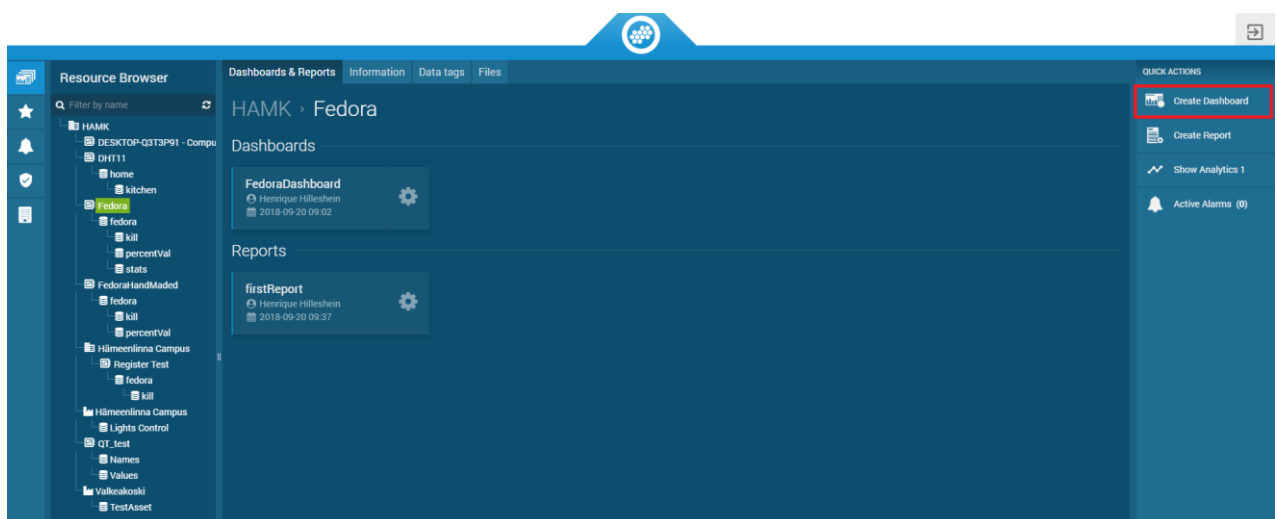 Resource Browser
Filter by name
HAMK
DESKTOP-Q3T3P91 - Compu
DHT11
home
kitchen
Fedora
fedora
kill
percentVal
stats
FedoraHandMaded
fedora
kill
percentVal
Hämeenlinna Campus
Register Test
fedora
kill
Hämeenlinna Campus
Lights Control
QT_test
Names
Values
Valkeakoski
TestAsset
Dashboards & Reports Information Data tags Files
HAMK › Fedora
Dashboards
FedoraDashboard
Henrique Hilleshein
2018-09-20 09:02
Reports
firstReport
Henrique Hilleshein
2018-09-20 09:37
QUICK ACTIONS
Create Dashboard
Create Report
Show Analytics 1
Active Alarms (0)